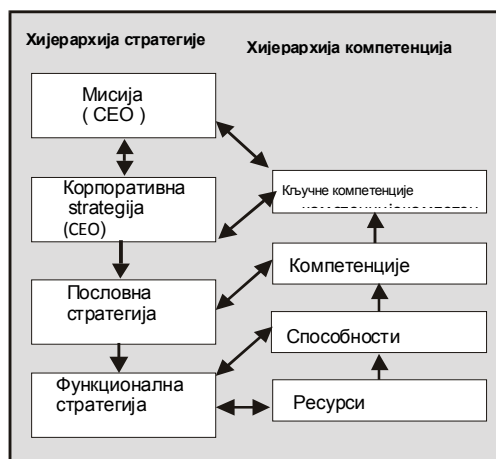 Хијерархија стратегије
Хијерархија компетенција
Мисија
( CEO )
Корпоративна
strategija
(CEO)
Пословна
стратегија
Функционална
стратегија
Кључне компетенције
Компетенције
Способности
Ресурси